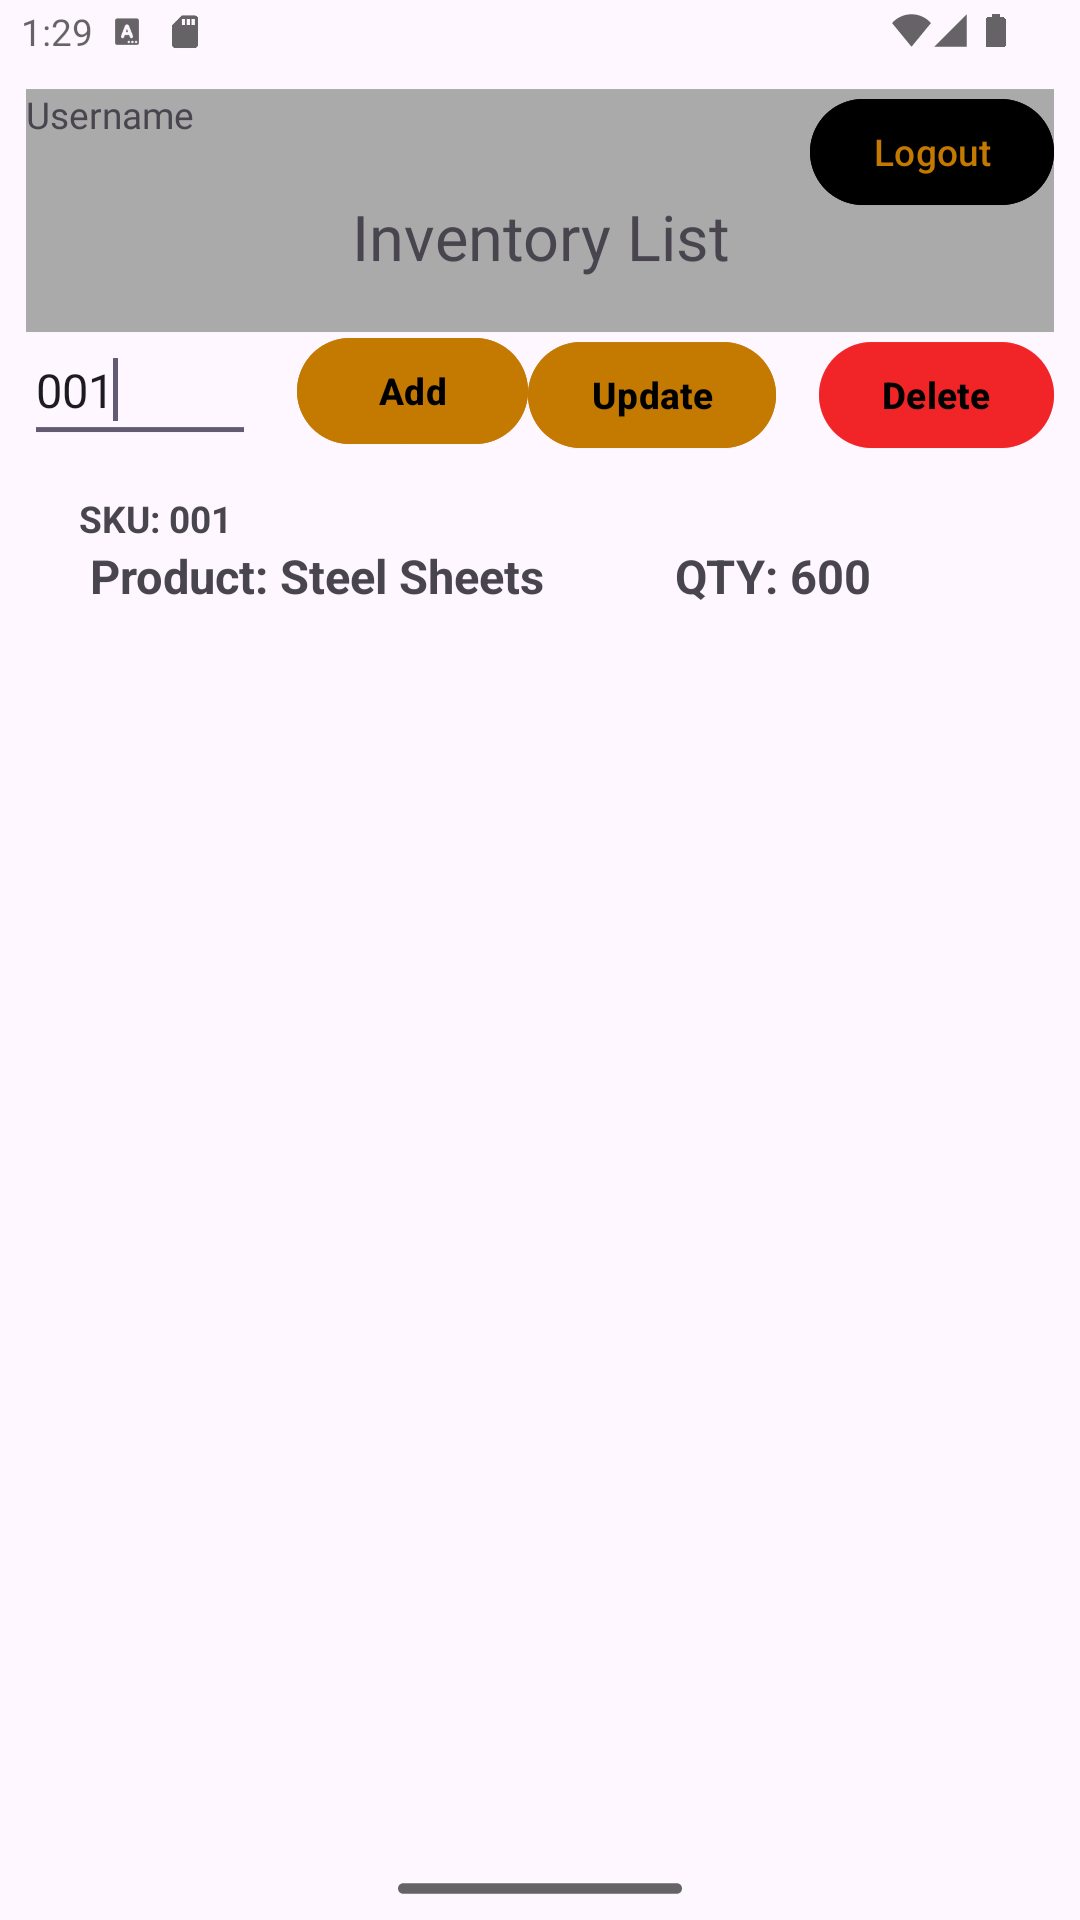 1:29
Username
Logout
Inventory List
001
Add
Update
Delete
SKU: 001
Product: Steel Sheets
QTY: 600